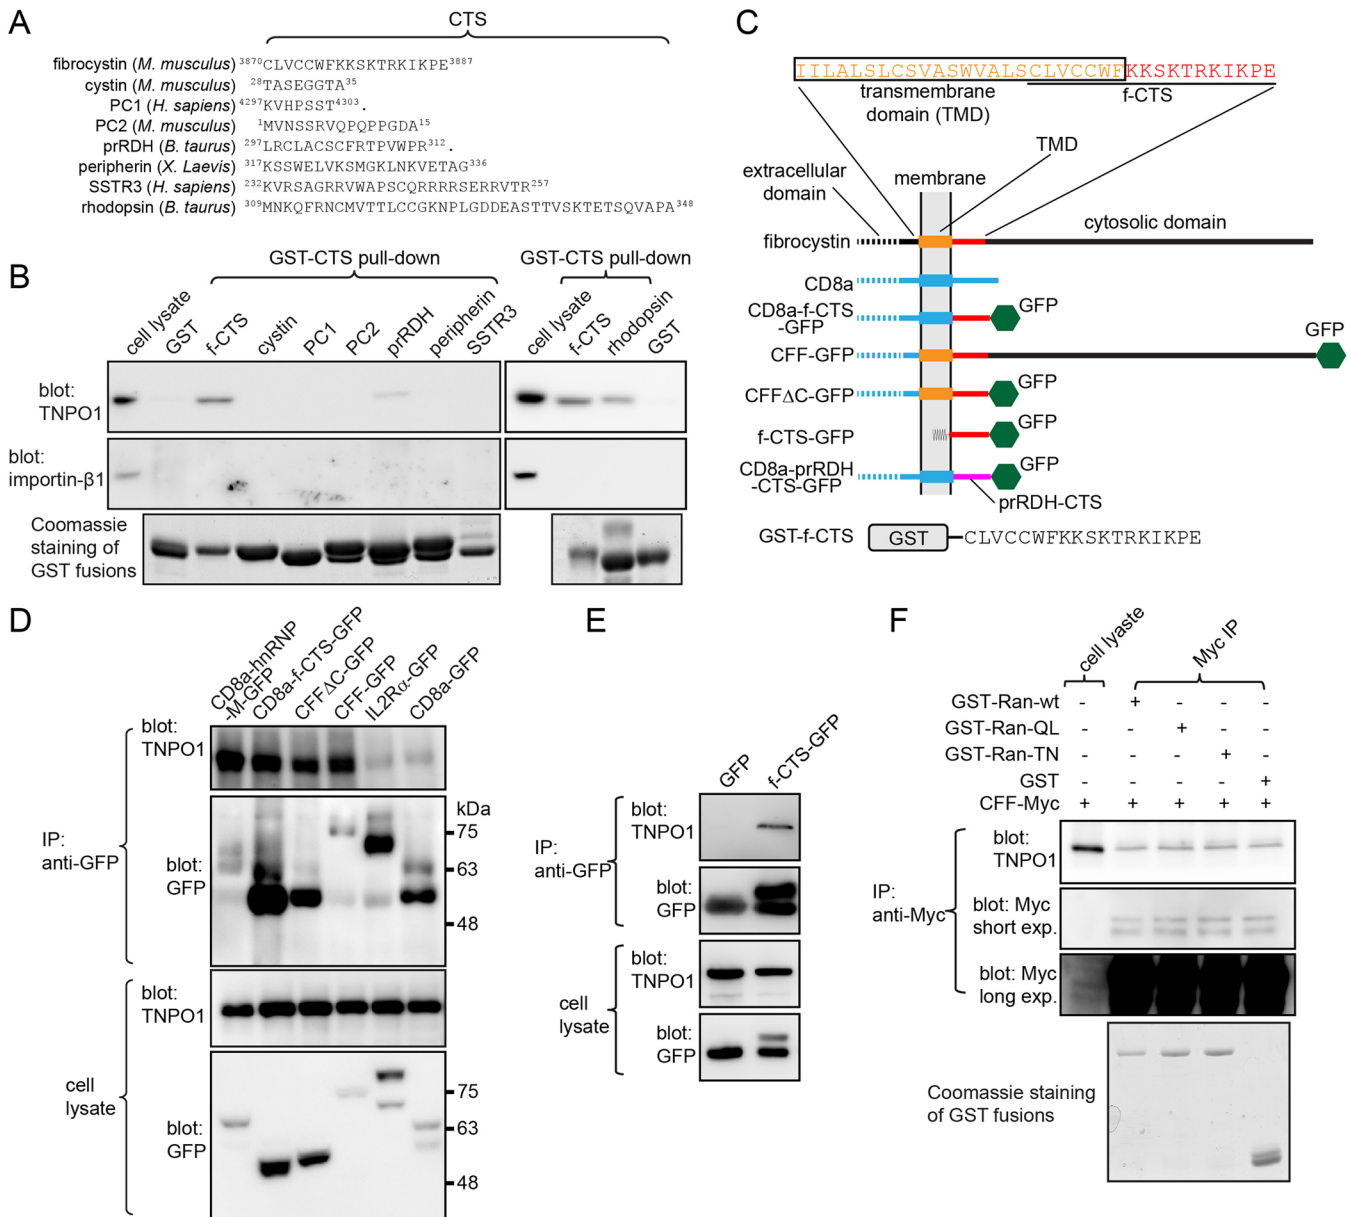 A
CTS
fibrocystin (M. musculus) 3870CLVCCWFKKSKTRKIKPE3887
cystin (M. musculus) 28TASEGGTA35
PC1 (H. sapiens) 4297KVHPSST4303.
PC2 (M. musculus) 1MVNSSRVQPQQPGDA15
prRDH (B. taurus) 297LRCLACSCFRTPVWPR312.
peripherin (X. Laevis) 317KSSWELVKSMGKLNKVETAG336
SSTR3 (H. sapiens) 232KVRSAGRRVWAPSCQRRRRSERRVTR257
rhodopsin (B. taurus) 309MNKQFRNCMVTTLCCGKNPLGDDEASTTVSKTETSQVAPA348
B
GST-CTS pull-down
GST-CTS pull-down
cell lysate
GST
f-CTS
cystin
PC1
PC2
prRDH
peripherin
SSTR3
cell lysate
f-CTS
rhodopsin
GST
blot:
TNPO1
blot:
importin-β1
Coomassie
staining of
GST fusions
C
IILALSLCSVASWVALSCLVCCWFKKSKTRKIKPE
transmembrane
domain (TMD)
f-CTS
TMD
extracellular
domain
membrane
cytosolic domain
fibrocystin
CD8a
CD8a-f-CTS
-GFP
GFP
CFF-GFP
GFP
CFFΔC-GFP
GFP
f-CTS-GFP
GFP
CD8a-prRDH
-CTS-GFP
GFP
prRDH-CTS
GST-f-CTS
GST
CLVCCWFKKSKTRKIKPE
D
CD8a-hnRNP
-M-GFP
CD8a-f-CTS-GFP
CFFΔC-GFP
CFF-GFP
IL2Rα-GFP
CD8a-GFP
IP:
anti-GFP
blot:
TNPO1
blot:
GFP
kDa
75
63
48
cell
lysate
blot:
TNPO1
blot:
GFP
75
63
48
E
GFP
f-CTS-GFP
IP:
anti-GFP
blot:
TNPO1
blot:
GFP
cell
lysate
blot:
TNPO1
blot:
GFP
F
cell lyaste
Myc IP
GST-Ran-wt - + - - -
GST-Ran-QL - - + - -
GST-Ran-TN - - - + -
GST - - - - +
CFF-Myc + + + + +
IP:
anti-Myc
blot:
TNPO1
blot: Myc
short exp.
blot: Myc
long exp.
Coomassie staining
of GST fusions